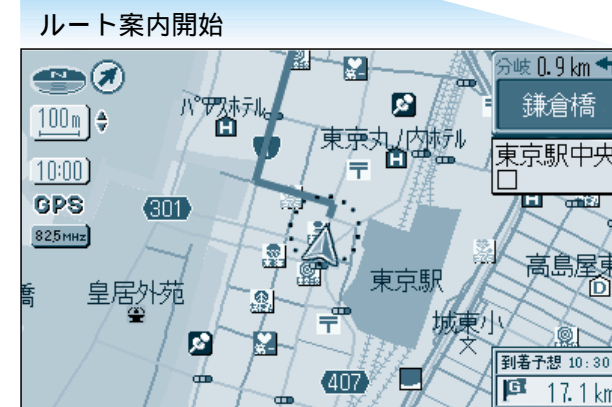 ルート案内開始
分岐 0.9km
鎌倉橋
東京駅中央
100m
10:00
GPS
82.5MHz
パレスホテル
東京丸ノ内ホテル
301
皇居外苑
東京駅
高島屋東
城東小
407
到着予想 10:30
17.1km